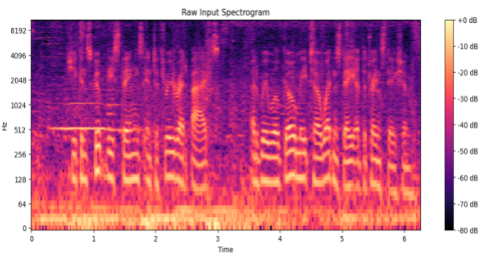 Raw Input Spectrogram
8192
4096
2048
1024
512
256
128
64
0
Hz
0 1 2 3 4 5 6
Time
+0 dB
-10 dB
-20 dB
-30 dB
-40 dB
-50 dB
-60 dB
-70 dB
-80 dB